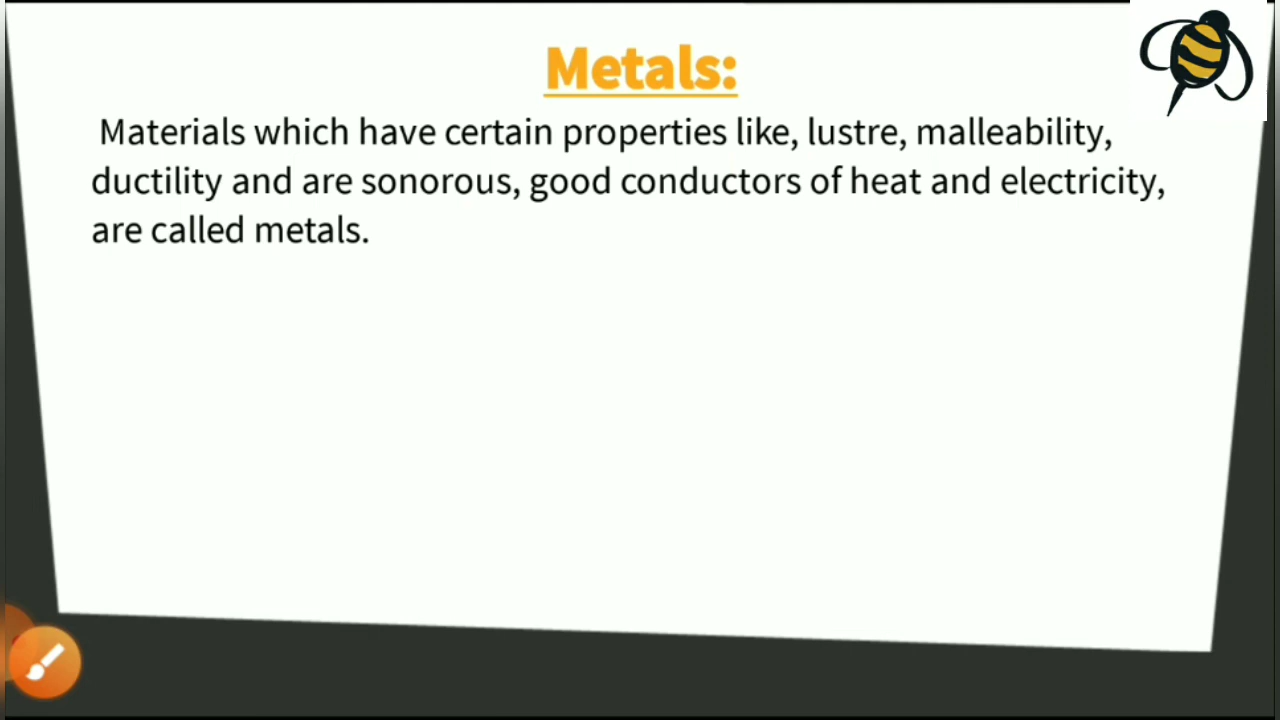 Metals:
Materials which have certain properties like, lustre, malleability,
ductility and are sonorous, good conductors of heat and electricity,
are called metals.